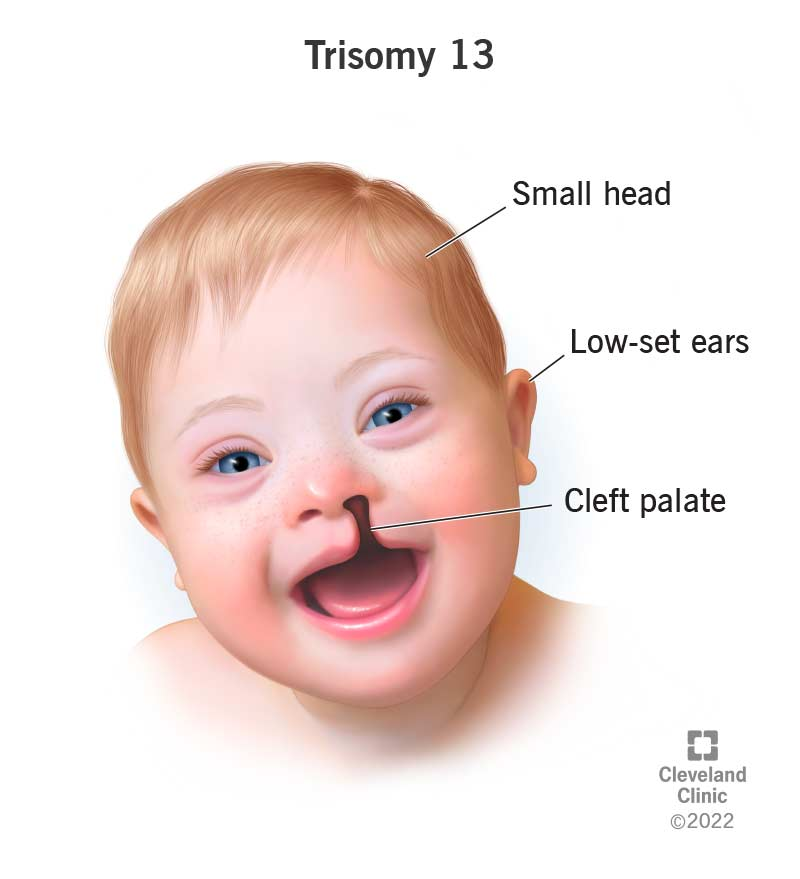 Trisomy 13
Small head
Low-set ears
Cleft palate
Cleveland
Clinic
©2022